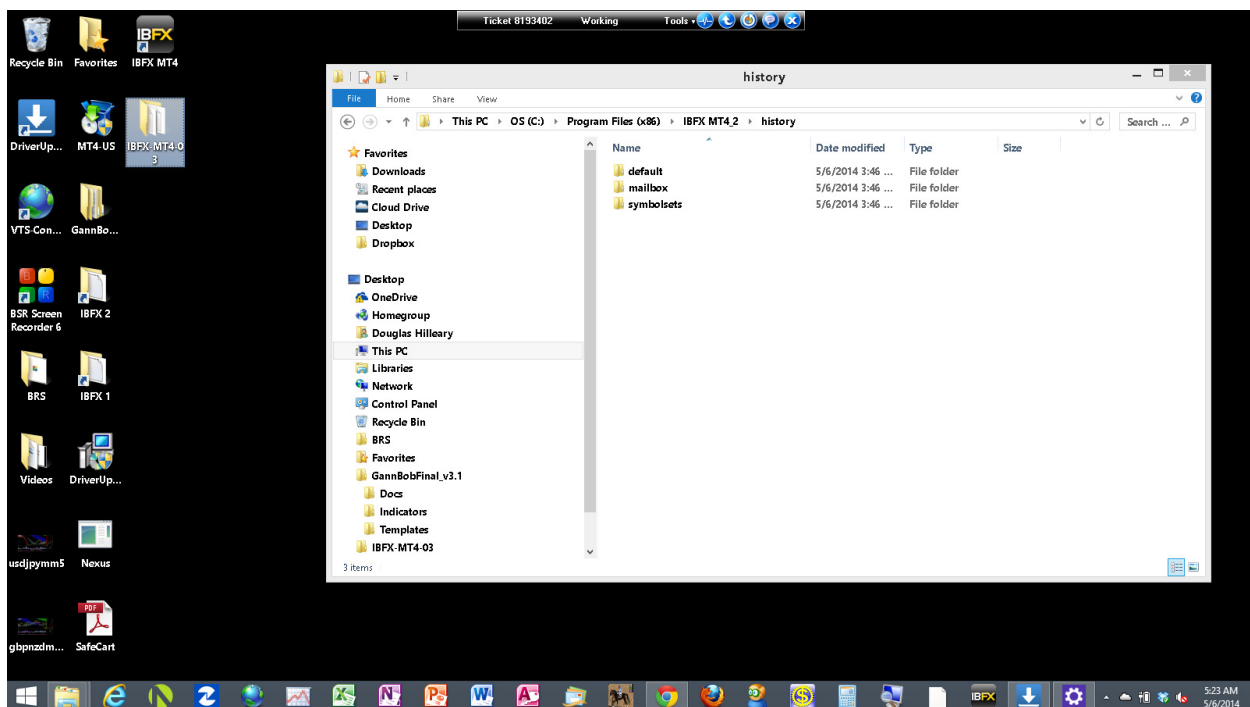 Ticket 8193402 Working Tools
Recycle Bin Favorites IBFX MT4
IBFX
DriverUp... MT4-US IBFX-MT4-0
3
VTS-Con... GannBo...
BSR Screen
Recorder 6
IBFX 2
BRS IBFX 1
Videos DriverUp...
usdjpymm5 Nexus
PDF
gbpnzdm... SafeCart
history
File Home Share View
This PC OS (C:) Program Files (x86) IBFX MT4_2 history
Search ...
Favorites
Downloads
Recent places
Cloud Drive
Desktop
Dropbox
Desktop
OneDrive
Homegroup
Douglas Hilleary
This PC
Libraries
Network
Control Panel
Recycle Bin
BRS
Favorites
GannBobFinal_v3.1
Docs
Indicators
Templates
IBFX-MT4-03
Name Date modified Type Size
default 5/6/2014 3:46 ... File folder
mailbox 5/6/2014 3:46 ... File folder
symbolsets 5/6/2014 3:46 ... File folder
3 items
IBFX
5:23 AM
5/6/2014